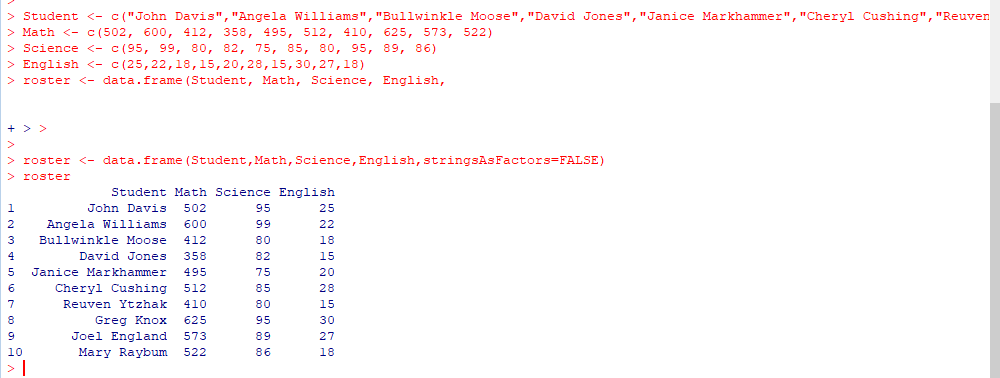 >
> Student <- c("John Davis","Angela Williams","Bullwinkle Moose","David Jones","Janice Markhammer","Cheryl Cushing","Reuven
> Math <- c(502, 600, 412, 358, 495, 512, 410, 625, 573, 522)
> Science <- c(95, 99, 80, 82, 75, 85, 80, 95, 89, 86)
> English <- c(25,22,18,15,20,28,15,30,27,18)
> roster <- data.frame(Student, Math, Science, English,
+ > >
>
> roster <- data.frame(Student,Math,Science,English,stringsAsFactors=FALSE)
> roster
Student Math Science English
1 John Davis 502 95 25
2 Angela Williams 600 99 22
3 Bullwinkle Moose 412 80 18
4 David Jones 358 82 15
5 Janice Markhammer 495 75 20
6 Cheryl Cushing 512 85 28
7 Reuven Ytzhak 410 80 15
8 Greg Knox 625 95 30
9 Joel England 573 89 27
10 Mary Raybum 522 86 18
>